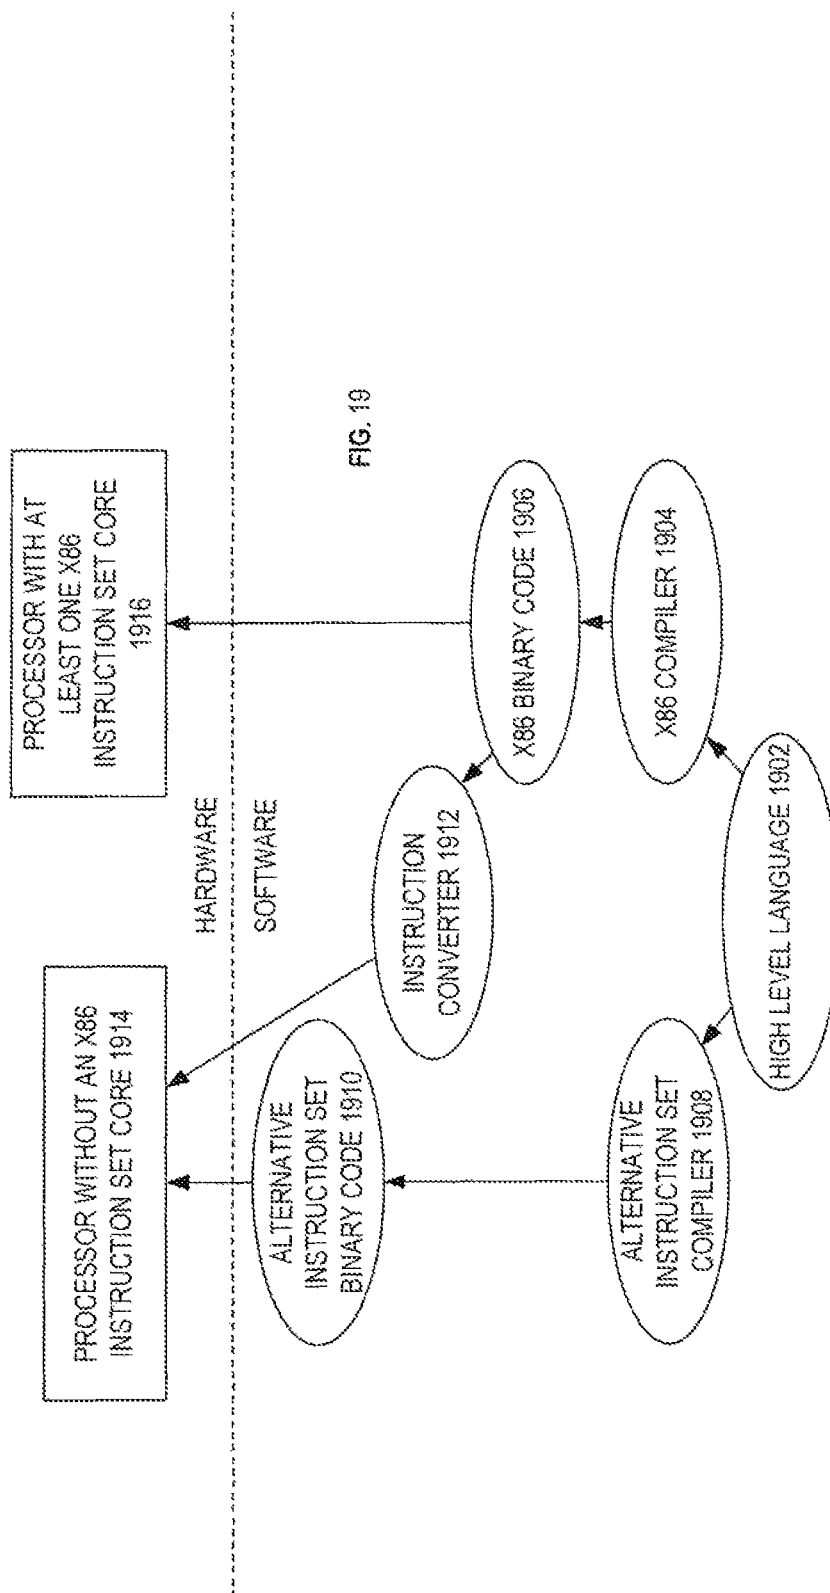 PROCESSOR WITHOUT AN X86
INSTRUCTION SET CORE 1914
PROCESSOR WITH AT
LEAST ONE X86
INSTRUCTION SET CORE
1916
HARDWARE
SOFTWARE
ALTERNATIVE
INSTRUCTION SET
BINARY CODE 1910
INSTRUCTION
CONVERTER 1912
FIG. 19
X86 BINARY CODE 1906
ALTERNATIVE
INSTRUCTION SET
COMPILER 1908
X86 COMPILER 1904
HIGH LEVEL LANGUAGE 1902